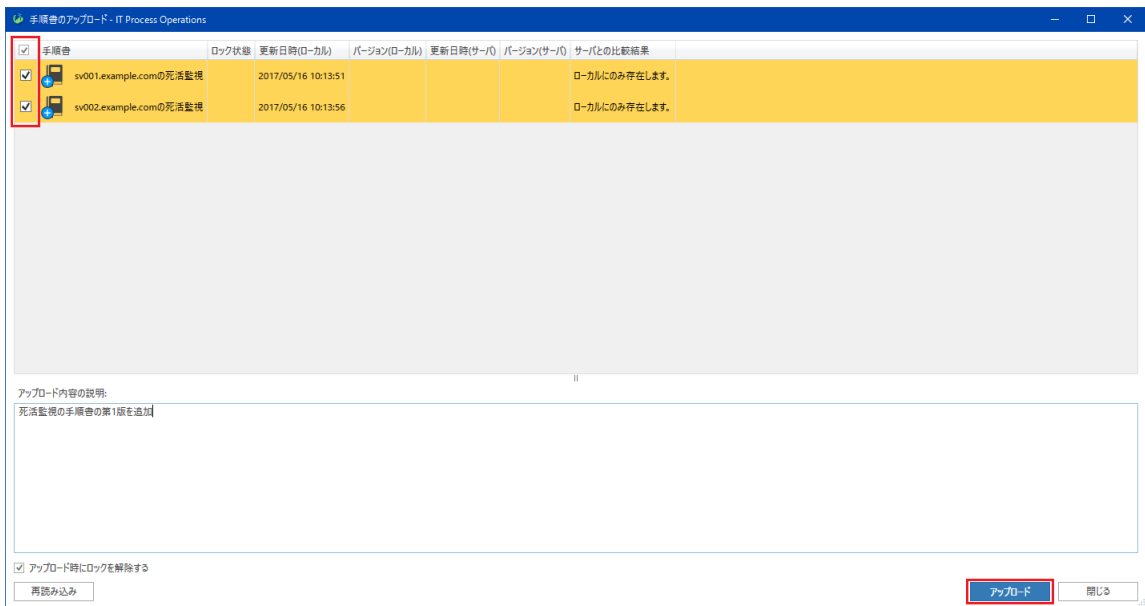 手順書のアップロード - IT Process Operations
手順書 ロック状態 更新日時(ローカル) バージョン(ローカル) 更新日時(サーバ) バージョン(サーバ) サーバとの比較結果
sv001.example.comの死活監視 2017/05/16 10:13:51 ローカルにのみ存在します。
sv002.example.comの死活監視 2017/05/16 10:13:56 ローカルにのみ存在します。
アップロード内容の説明:
死活監視の手順書の第1版を追加
アップロード時にロックを解除する
再読み込み アップロード 閉じる